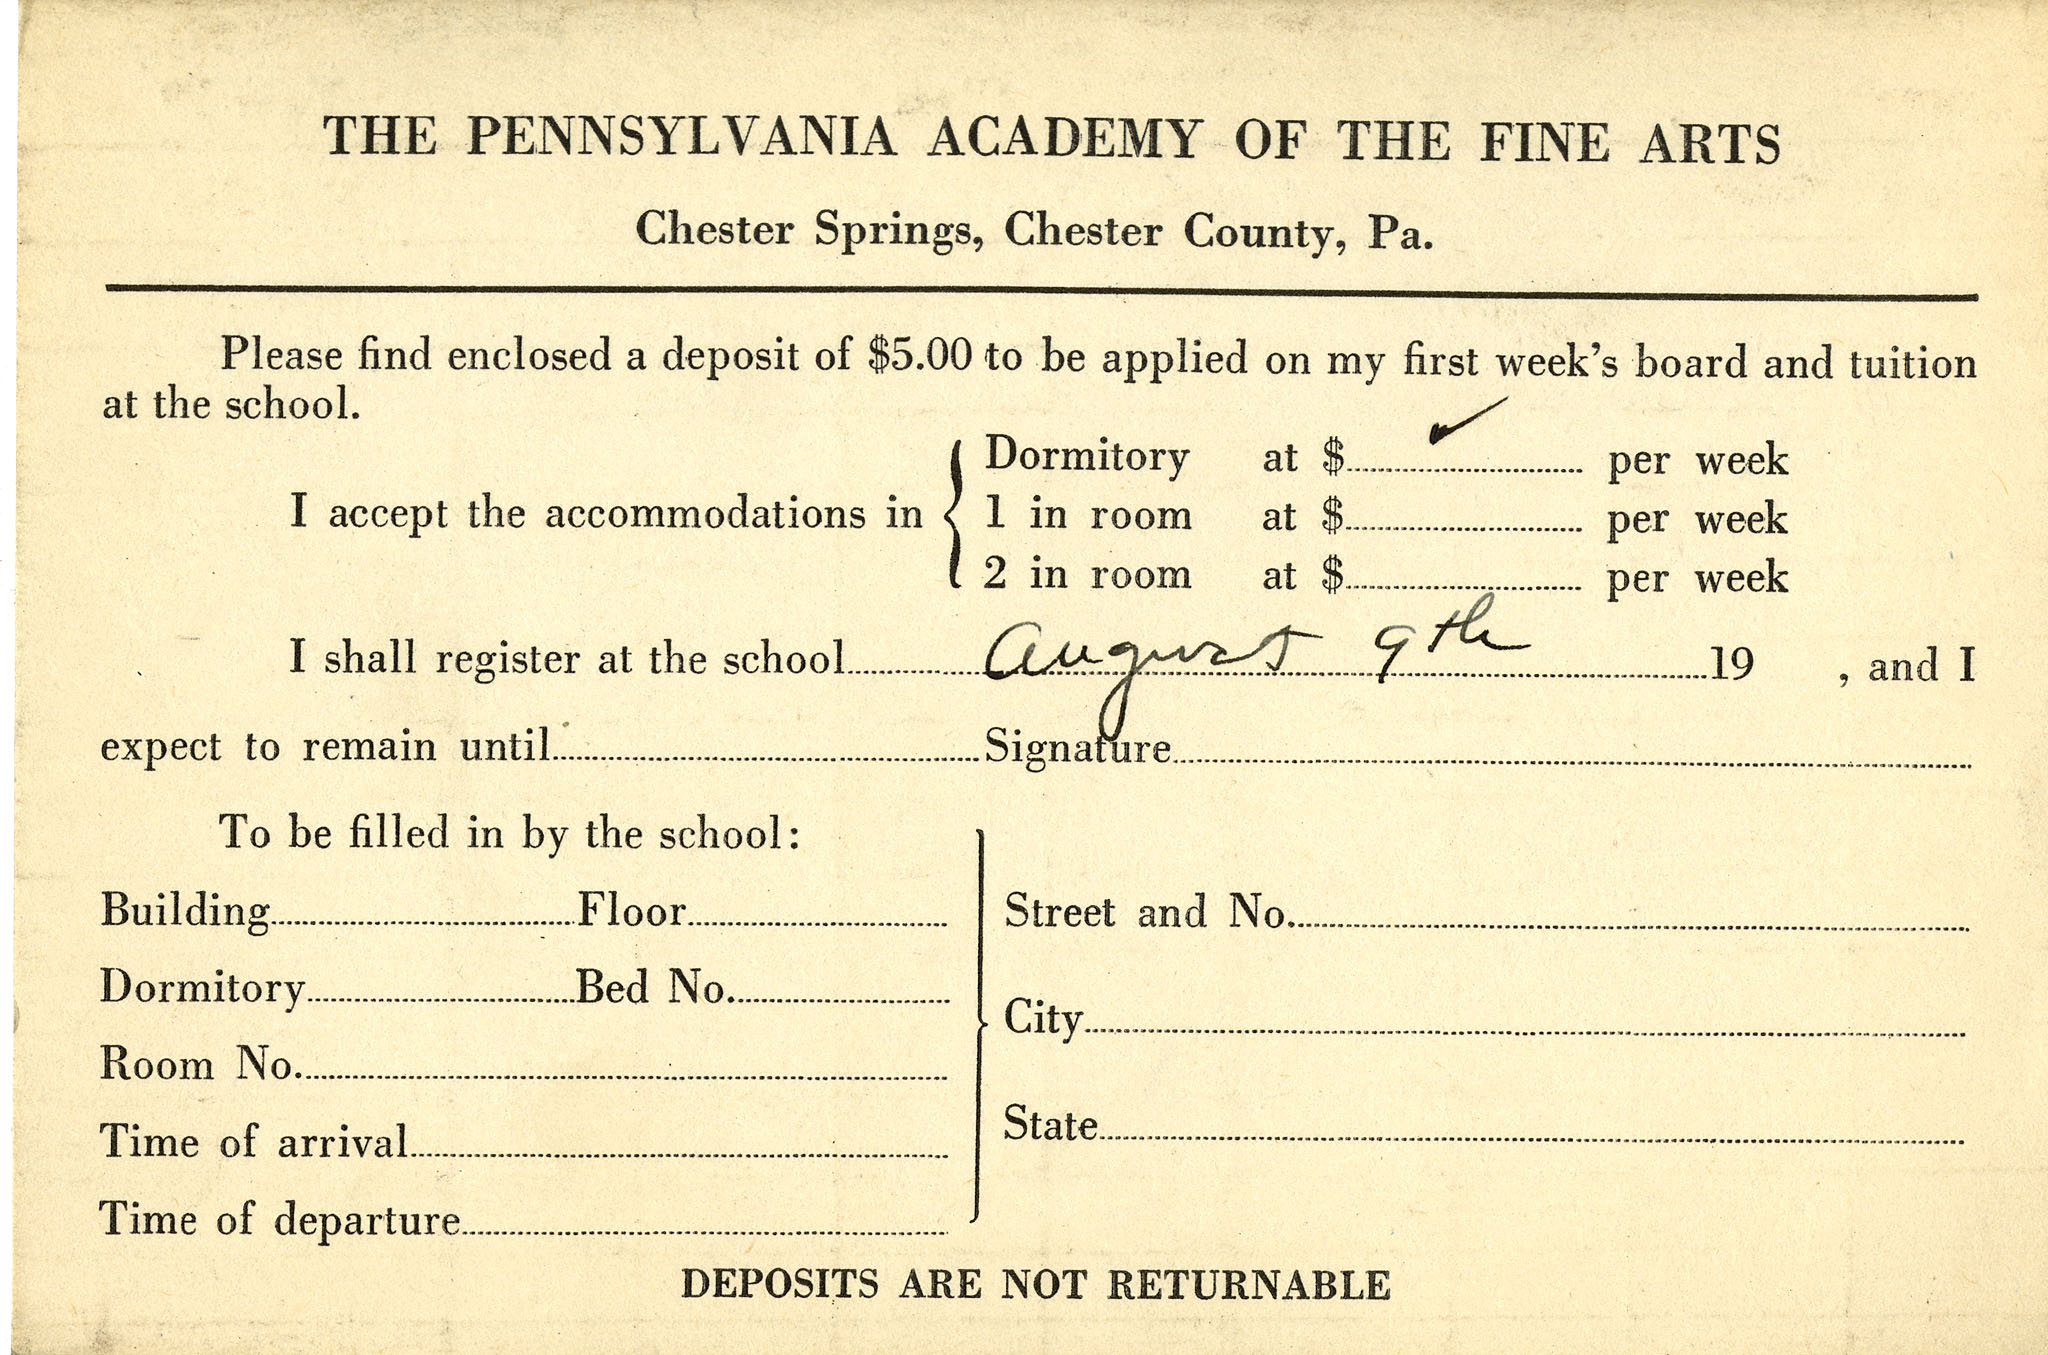 THE PENNSYLVANIA ACADEMY OF THE FINE ARTS
Chester Springs, Chester County, Pa.
Please find enclosed a deposit of $5.00 to be applied on my first week's board and tuition
at the school.
I accept the accommodations in { Dormitory at $ ✓ per week
1 in room at $ per week
2 in room at $ per week
I shall register at the school August 9th 19 , and I
expect to remain until Signature
To be filled in by the school:
Building Floor Street and No.
Dormitory Bed No.
City
Room No.
State
Time of arrival
Time of departure
DEPOSITS ARE NOT RETURNABLE